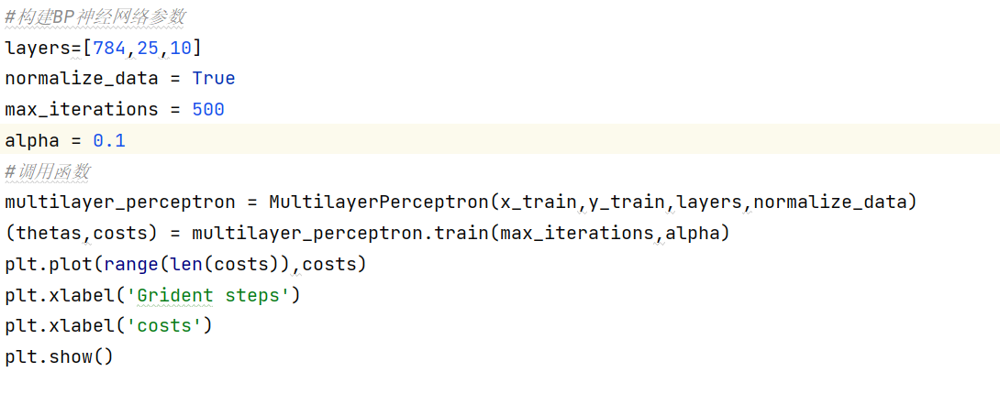 #构建BP神经网络参数
layers=[784,25,10]
normalize_data = True
max_iterations = 500
alpha = 0.1
#调用函数
multilayer_perceptron = MultilayerPerceptron(x_train,y_train,layers,normalize_data)
(thetas,costs) = multilayer_perceptron.train(max_iterations,alpha)
plt.plot(range(len(costs)),costs)
plt.xlabel('Grident steps')
plt.xlabel('costs')
plt.show()